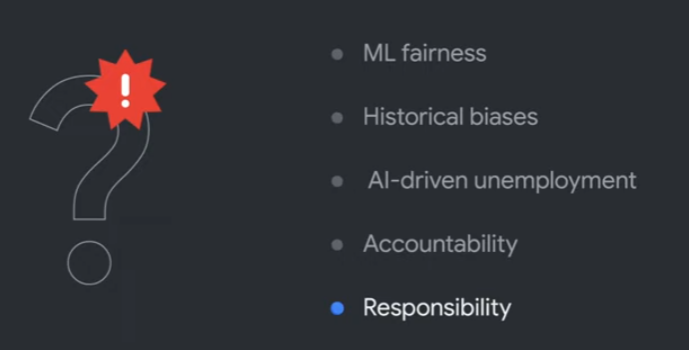 !
ML fairness
Historical biases
AI-driven unemployment
Accountability
Responsibility